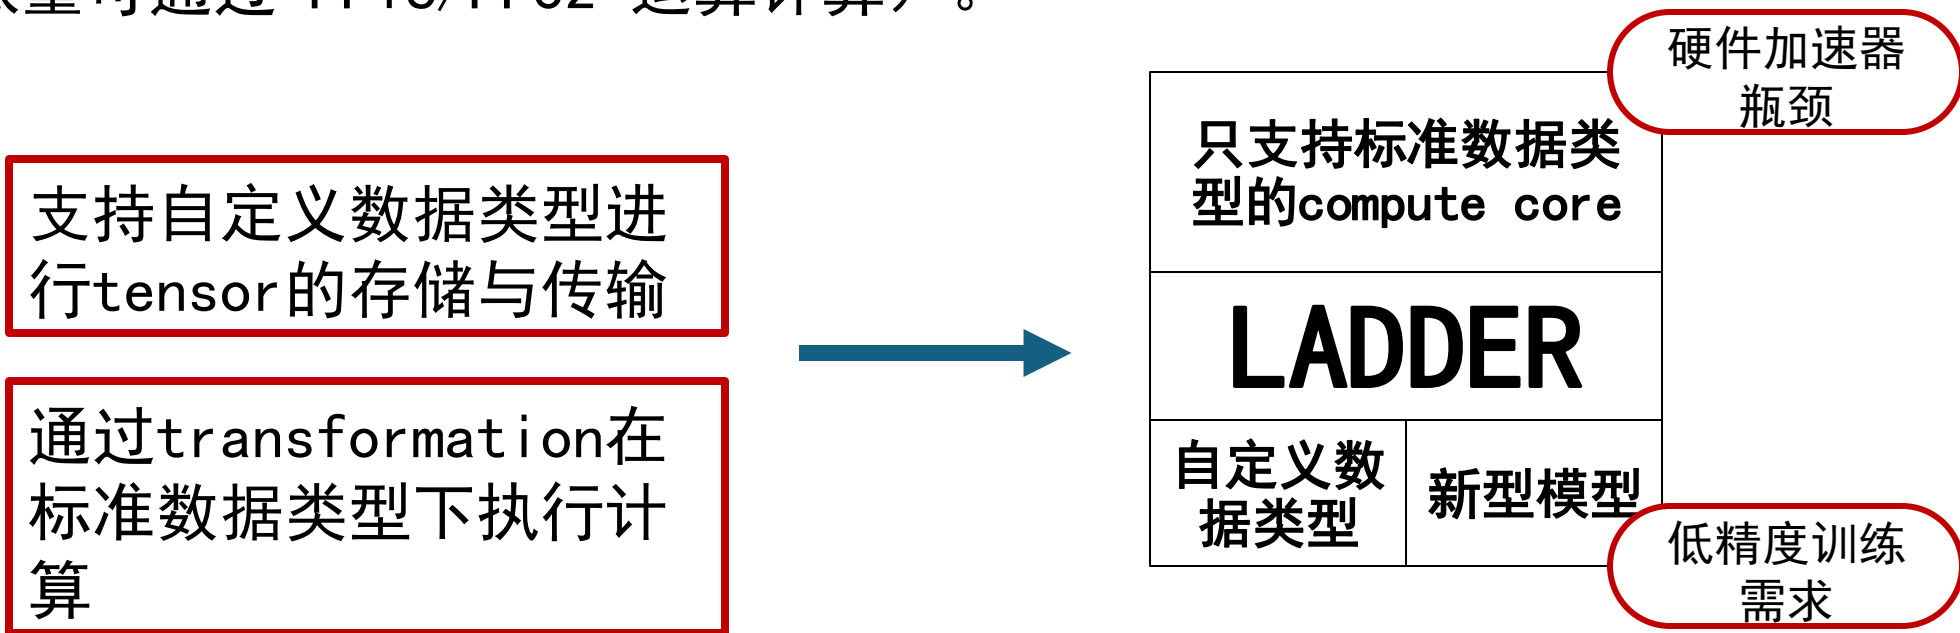 硬件加速器
瓶颈
只支持标准数据类
型的compute core
支持自定义数据类型进
行tensor的存储与传输
LADDER
通过transformation在
标准数据类型下执行计
算
自定义数
据类型
新型模型
低精度训练
需求